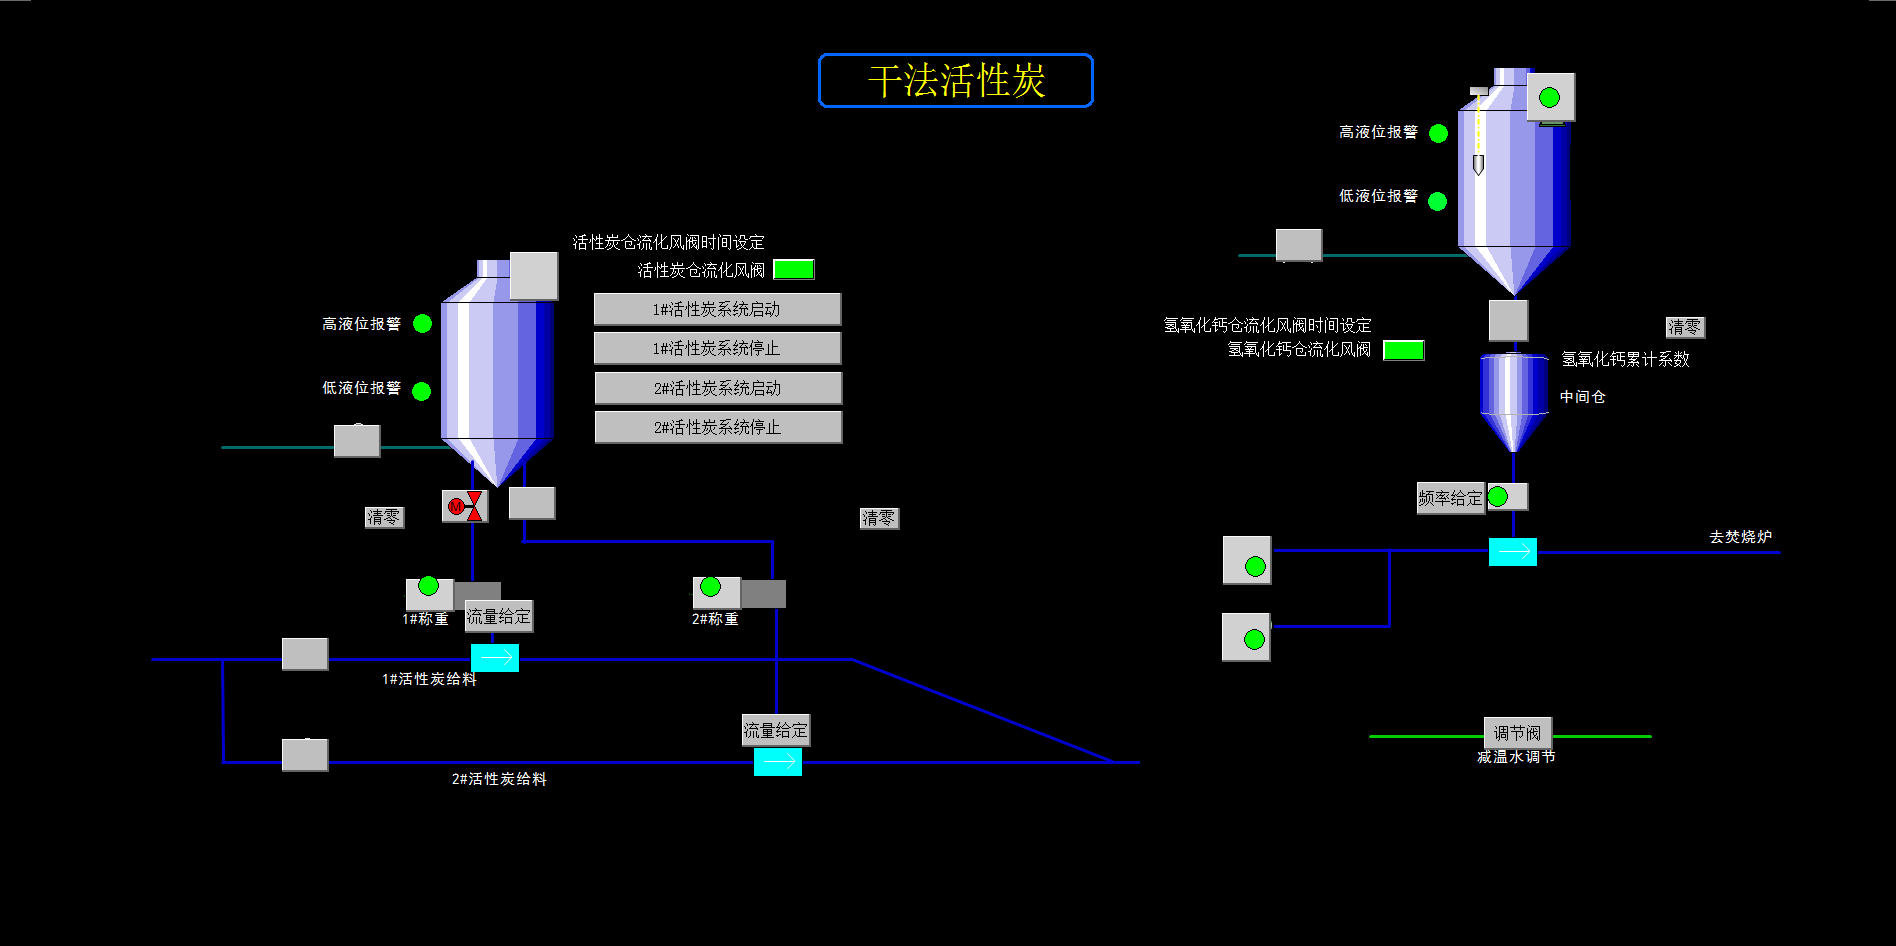 干法活性炭
高液位报警
低液位报警
活性炭仓流化风阀时间设定
活性炭仓流化风阀
1#活性炭系统启动
1#活性炭系统停止
2#活性炭系统启动
2#活性炭系统停止
高液位报警
低液位报警
氢氧化钙仓流化风阀时间设定
氢氧化钙仓流化风阀
清零
氢氧化钙累计系数
中间仓
频率给定
去焚烧炉
M
清零
清零
1#称重
流量给定
2#称重
1#活性炭给料
流量给定
2#活性炭给料
调节阀
减温水调节